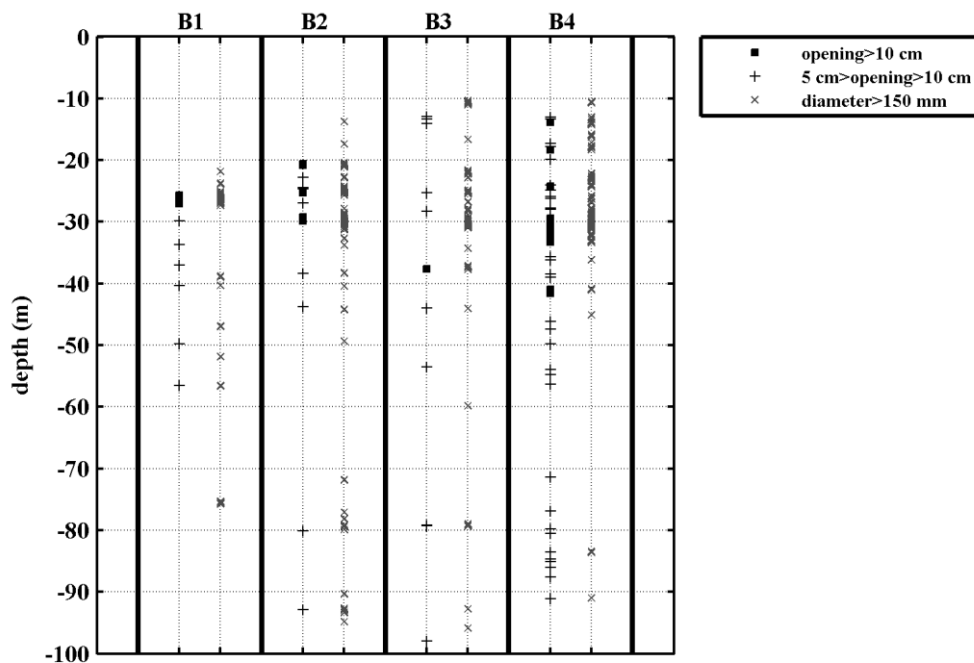 B1 B2 B3 B4
0
-10
-20
-30
-40
-50
-60
-70
-80
-90
-100
depth (m)
opening>10 cm
5 cm>opening>10 cm
diameter>150 mm